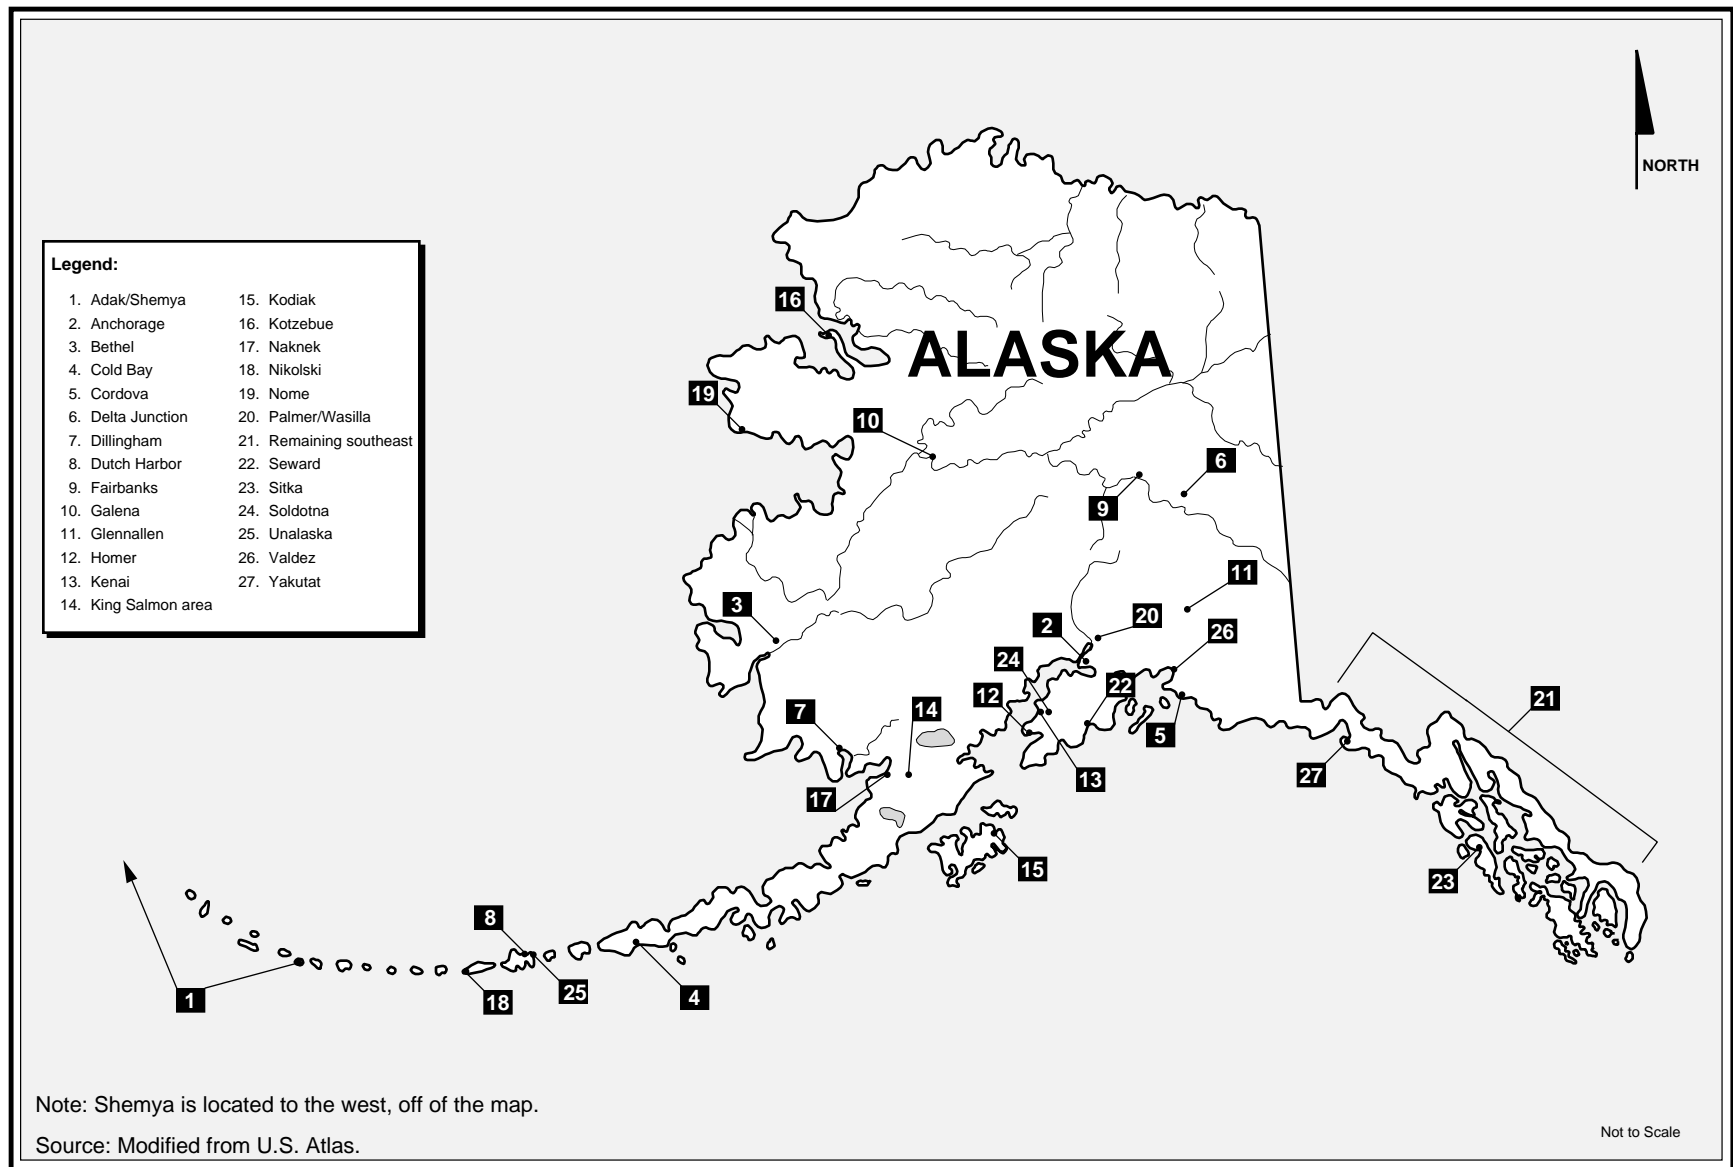 NORTH
Legend:
1. Adak/Shemya
2. Anchorage
3. Bethel
4. Cold Bay
5. Cordova
6. Delta Junction
7. Dillingham
8. Dutch Harbor
9. Fairbanks
10. Galena
11. Glennallen
12. Homer
13. Kenai
14. King Salmon area
15. Kodiak
16. Kotzebue
17. Naknek
18. Nikolski
19. Nome
20. Palmer/Wasilla
21. Remaining southeast
22. Seward
23. Sitka
24. Soldotna
25. Unalaska
26. Valdez
27. Yakutat
16
ALASKA
19
10
6
9
11
3
2
20
26
24
12
22
21
7
14
5
27
13
17
15
23
8
1
18
25
4
Note: Shemya is located to the west, off of the map.
Source: Modified from U.S. Atlas.
Not to Scale